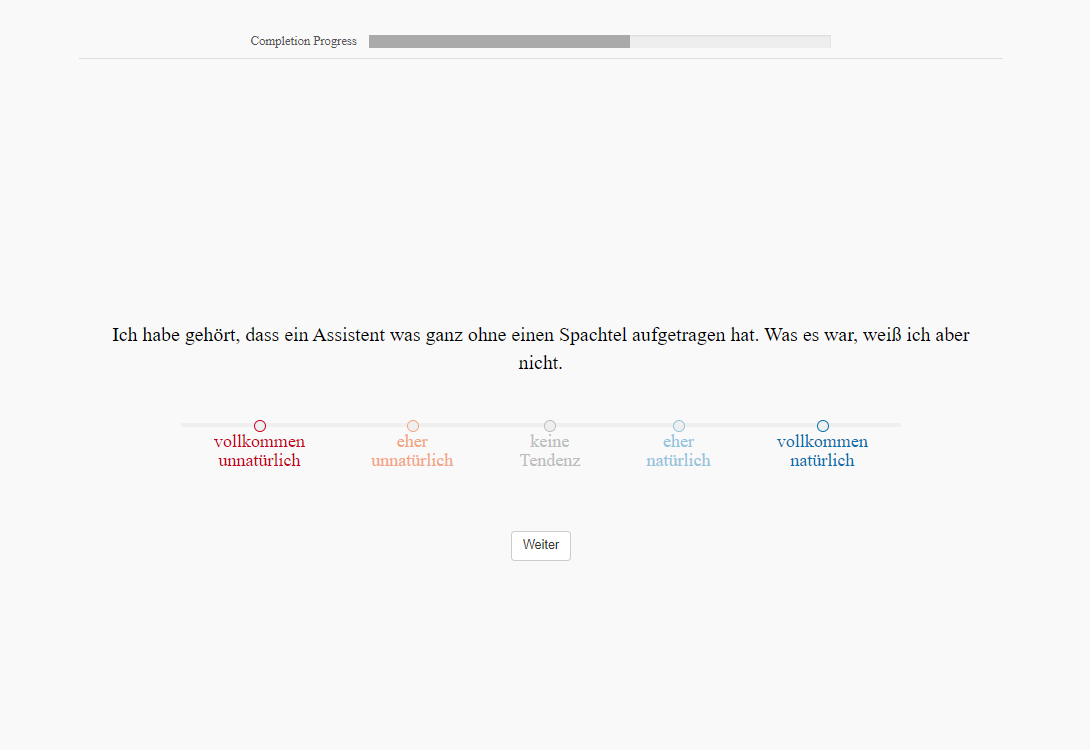 Completion Progress
Ich habe gehört, dass ein Assistent was ganz ohne einen Spachtel aufgetragen hat. Was es war, weiß ich aber
nicht.
vollkommen
unnatürlich
eher
unnatürlich
keine
Tendenz
eher
natürlich
vollkommen
natürlich
Weiter